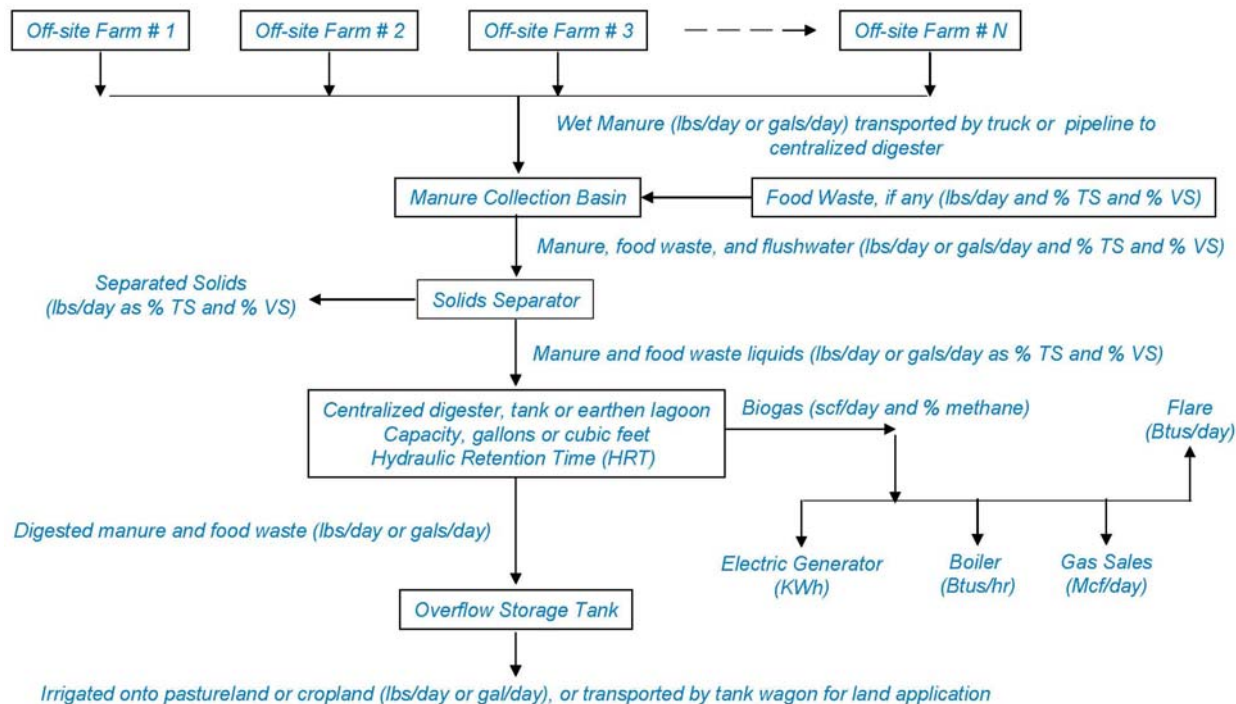 Off-site Farm # 1
Off-site Farm # 2
Off-site Farm # 3
Off-site Farm # N
Wet Manure (lbs/day or gals/day) transported by truck or pipeline to
centralized digester
Manure Collection Basin
Food Waste, if any (lbs/day and % TS and % VS)
Manure, food waste, and flushwater (lbs/day or gals/day and % TS and % VS)
Separated Solids
(lbs/day as % TS and % VS)
Solids Separator
Manure and food waste liquids (lbs/day or gals/day as % TS and % VS)
Centralized digester, tank or earthen lagoon
Capacity, gallons or cubic feet
Hydraulic Retention Time (HRT)
Biogas (scf/day and % methane)
Flare
(Btus/day)
Digested manure and food waste (lbs/day or gals/day)
Electric Generator
(KWh)
Boiler
(Btus/hr)
Gas Sales
(Mcf/day)
Overflow Storage Tank
Irrigated onto pastureland or cropland (lbs/day or gal/day), or transported by tank wagon for land application